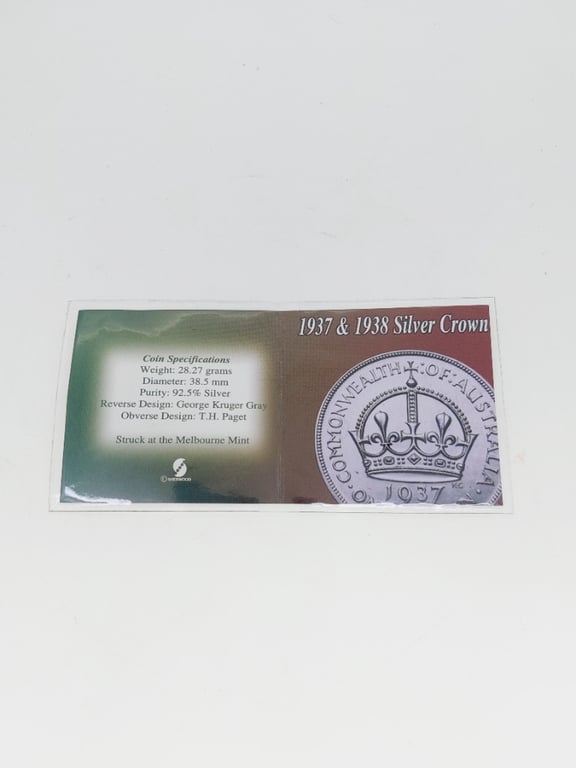 Coin Specifications
Weight: 28.27 grams
Diameter: 38.5 mm
Purity: 92.5% Silver
Reverse Design: George Kruger Gray
Obverse Design: T.H. Paget
Struck at the Melbourne Mint
© SHERWOOD
1937 & 1938 Silver Crown
COMMONWEALTH : OF : AUSTRALIA
1937
KG